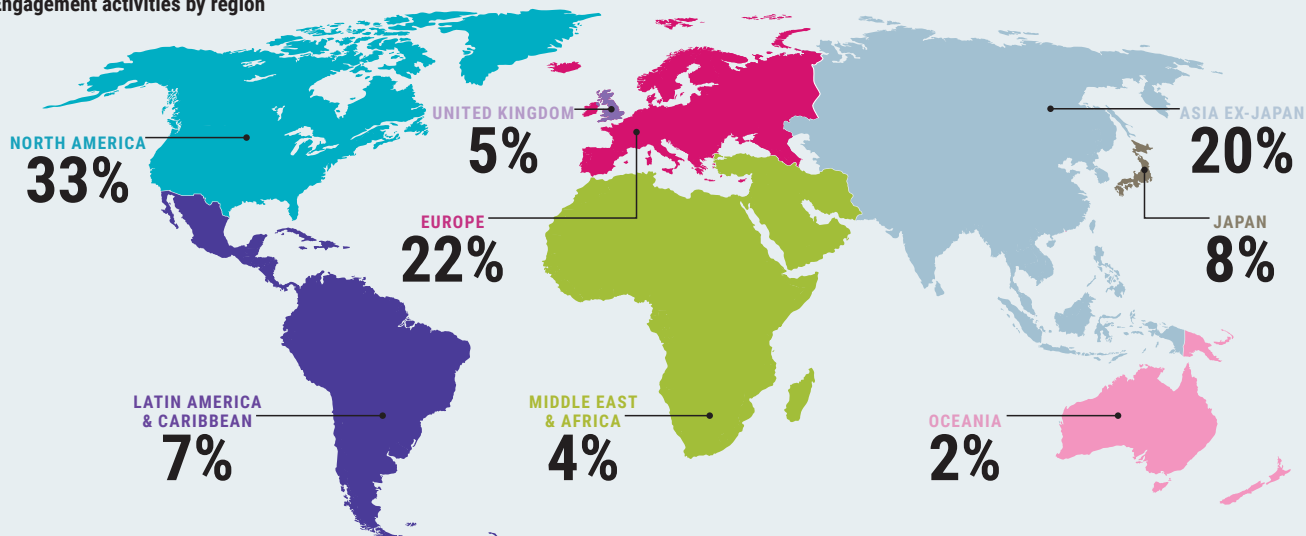 Engagement activities by region
UNITED KINGDOM
5%
ASIA EX-JAPAN
20%
NORTH AMERICA
33%
EUROPE
22%
JAPAN
8%
LATIN AMERICA
& CARIBBEAN
7%
MIDDLE EAST
& AFRICA
4%
OCEANIA
2%